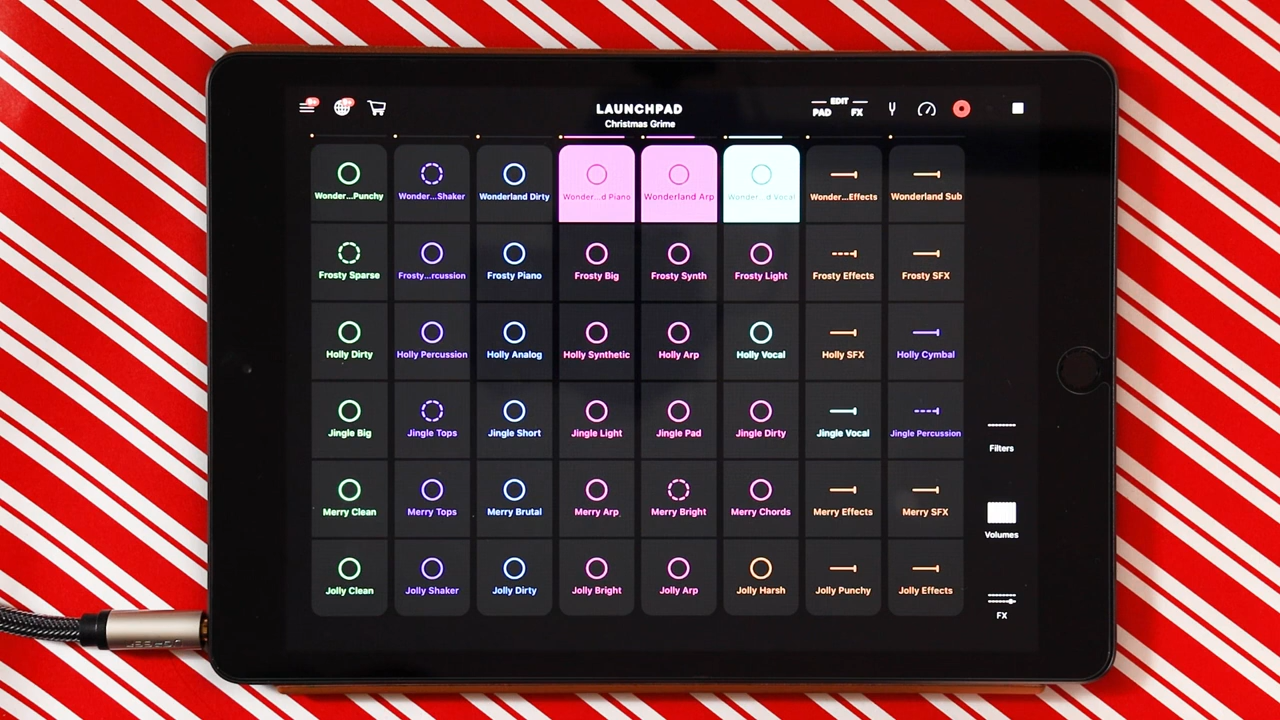 9+
9+
LAUNCHPAD
Christmas Grime
EDIT
PAD FX
Wonder...Punchy Wonder...Shaker Wonderland Dirty Wonder...d Piano Wonderland Arp Wonder...d Vocal Wonder...Effects Wonderland Sub
Frosty Sparse Frosty...rcussion Frosty Piano Frosty Big Frosty Synth Frosty Light Frosty Effects Frosty SFX
Holly Dirty Holly Percussion Holly Analog Holly Synthetic Holly Arp Holly Vocal Holly SFX Holly Cymbal
Jingle Big Jingle Tops Jingle Short Jingle Light Jingle Pad Jingle Dirty Jingle Vocal Jingle Percussion
Filters
Merry Clean Merry Tops Merry Brutal Merry Arp Merry Bright Merry Chords Merry Effects Merry SFX
Volumes
Jolly Clean Jolly Shaker Jolly Dirty Jolly Bright Jolly Arp Jolly Harsh Jolly Punchy Jolly Effects
FX